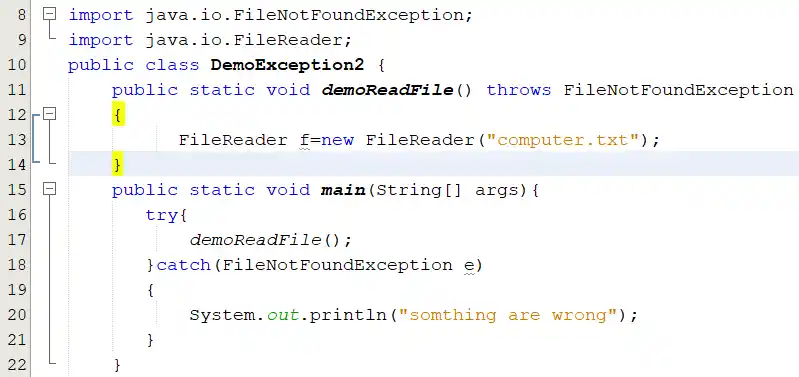 8 import java.io.FileNotFoundException;
9 import java.io.FileReader;
10 public class DemoException2 {
11 public static void demoReadFile() throws FileNotFoundException
12 {
13 FileReader f=new FileReader("computer.txt");
14 }
15 public static void main(String[] args){
16 try{
17 demoReadFile();
18 }catch(FileNotFoundException e)
19 {
20 System.out.println("somthing are wrong");
21 }
22 }